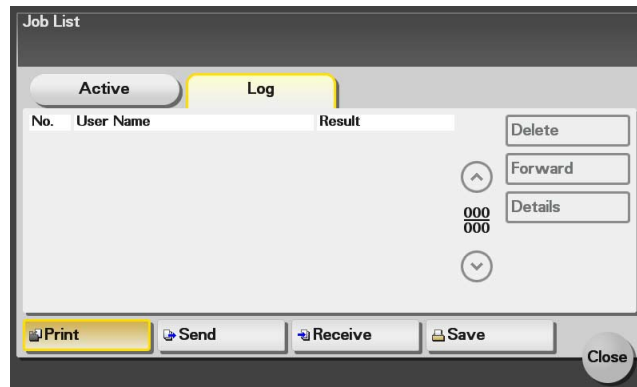 Job List
Active Log
No. User Name Result
Delete
Forward
Details
000
000
Print Send Receive Save
Close